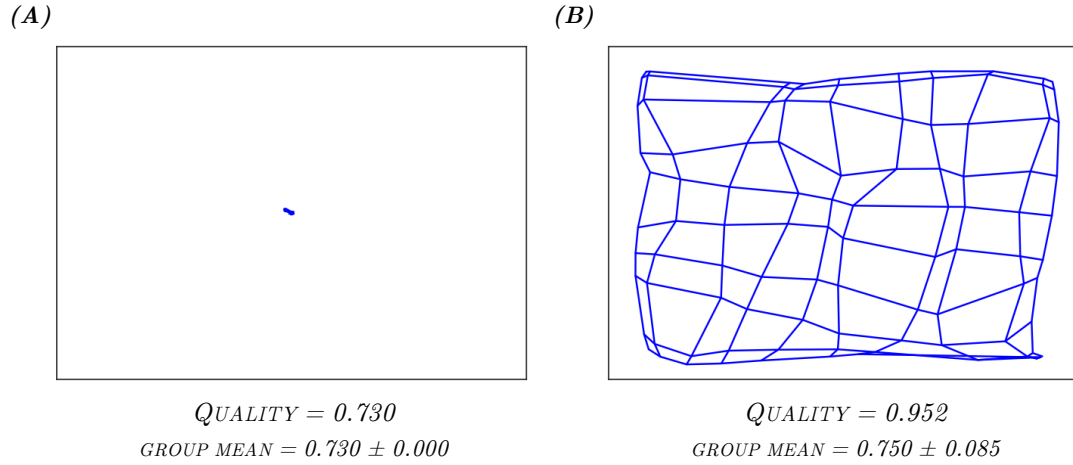 (A)
(B)
QUALITY = 0.730
GROUP MEAN = 0.730 ± 0.000
QUALITY = 0.952
GROUP MEAN = 0.750 ± 0.085